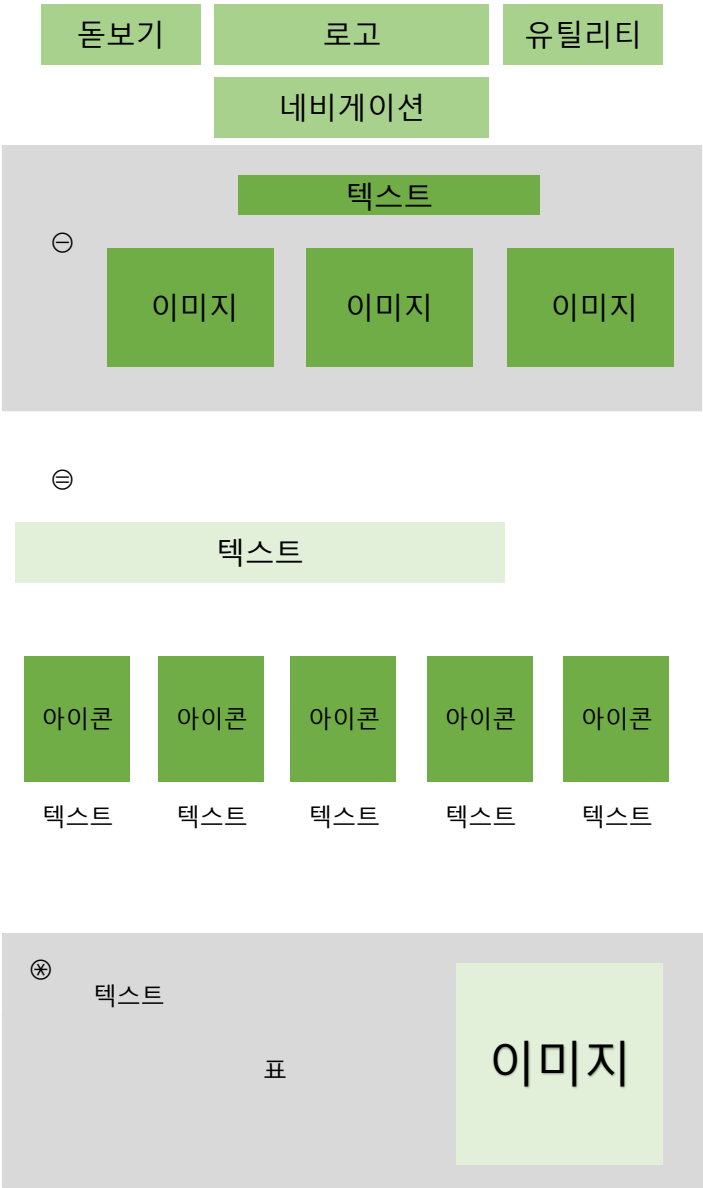 돋보기 로고 유틸리티
네비게이션
텍스트
㊀
이미지 이미지 이미지
㊁
텍스트
아이콘 아이콘 아이콘 아이콘 아이콘
텍스트 텍스트 텍스트 텍스트 텍스트
텍스트
표
이미지